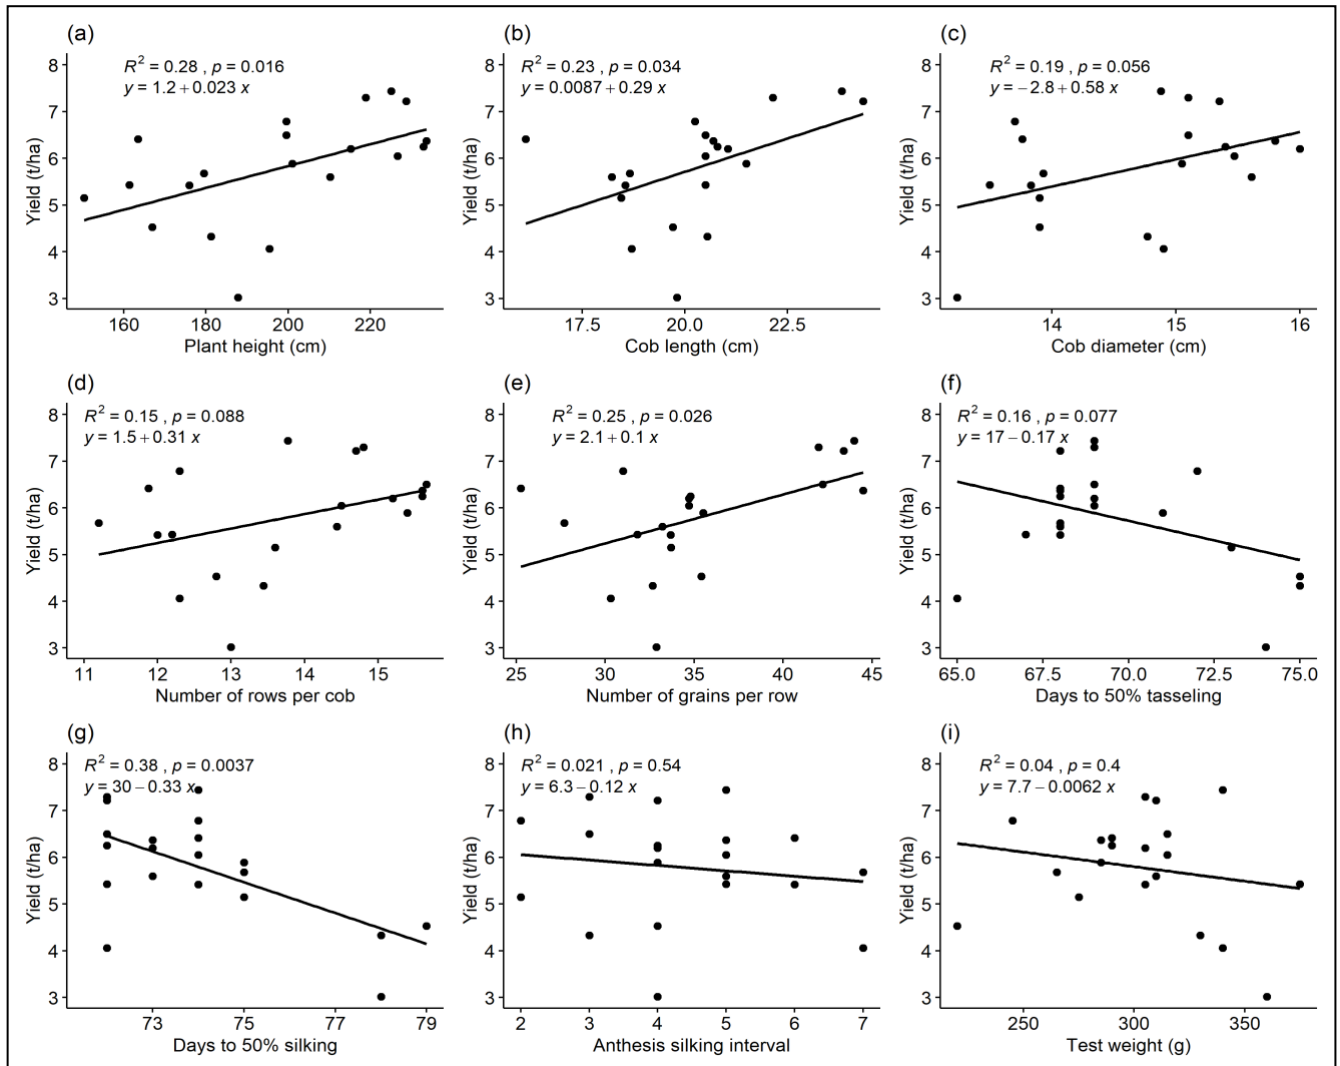 (a)
R² = 0.28 , p = 0.016
y = 1.2 + 0.023 x
8
7
6
5
4
3
Yield (t/ha)
160 180 200 220
Plant height (cm)
(b)
R² = 0.23 , p = 0.034
y = 0.0087 + 0.29 x
8
7
6
5
4
3
Yield (t/ha)
17.5 20.0 22.5
Cob length (cm)
(c)
R² = 0.19 , p = 0.056
y = −2.8 + 0.58 x
8
7
6
5
4
3
Yield (t/ha)
14 15 16
Cob diameter (cm)
(d)
R² = 0.15 , p = 0.088
y = 1.5 + 0.31 x
8
7
6
5
4
3
Yield (t/ha)
11 12 13 14 15
Number of rows per cob
(e)
R² = 0.25 , p = 0.026
y = 2.1 + 0.1 x
8
7
6
5
4
3
Yield (t/ha)
25 30 35 40 45
Number of grains per row
(f)
R² = 0.16 , p = 0.077
y = 17 − 0.17 x
8
7
6
5
4
3
Yield (t/ha)
65.0 67.5 70.0 72.5 75.0
Days to 50% tasseling
(g)
R² = 0.38 , p = 0.0037
y = 30 − 0.33 x
8
7
6
5
4
3
Yield (t/ha)
73 75 77 79
Days to 50% silking
(h)
R² = 0.021 , p = 0.54
y = 6.3 − 0.12 x
8
7
6
5
4
3
Yield (t/ha)
2 3 4 5 6 7
Anthesis silking interval
(i)
R² = 0.04 , p = 0.4
y = 7.7 − 0.0062 x
8
7
6
5
4
3
Yield (t/ha)
250 300 350
Test weight (g)